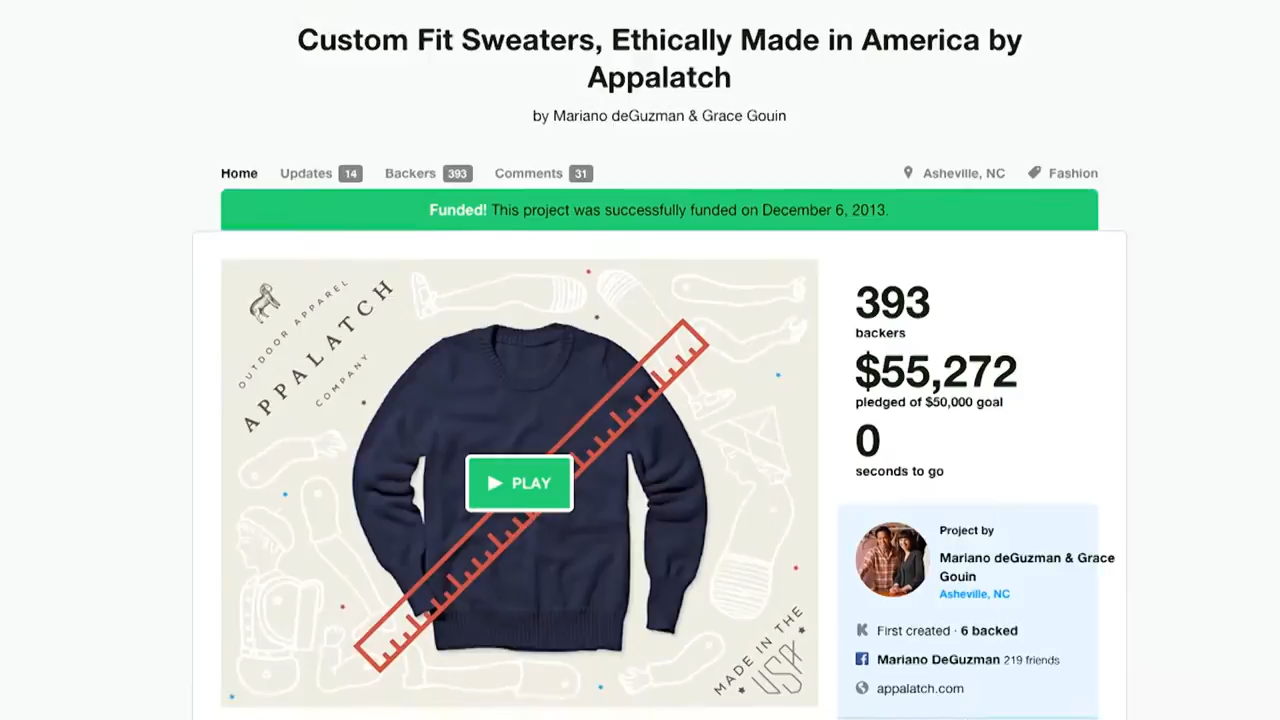 Custom Fit Sweaters, Ethically Made in America by
Appalatch
by Mariano deGuzman & Grace Gouin
Home Updates 14 Backers 393 Comments 31 Asheville, NC Fashion
Funded! This project was successfully funded on December 6, 2013.
OUTDOOR APPAREL
APPALATCH
COMPANY
PLAY
MADE IN THE
USA
393
backers
$55,272
pledged of $50,000 goal
0
seconds to go
Project by
Mariano deGuzman & Grace
Gouin
Asheville, NC
First created · 6 backed
Mariano DeGuzman 219 friends
appalatch.com